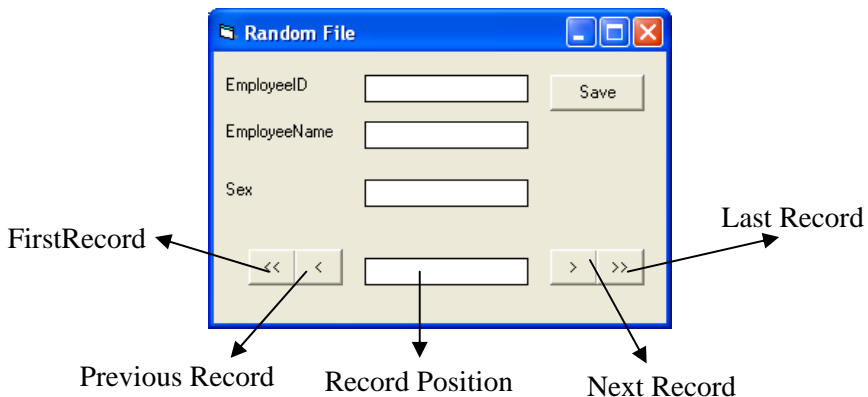 Random File
EmployeeID
Save
EmployeeName
Sex
FirstRecord
Last Record
<< <
> >>
Previous Record
Record Position
Next Record